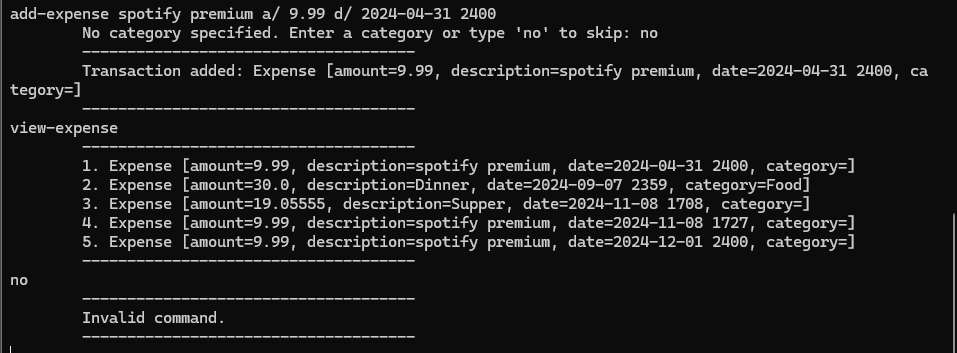 add-expense spotify premium a/ 9.99 d/ 2024-04-31 2400
No category specified. Enter a category or type 'no' to skip: no
-------------------------------------
Transaction added: Expense [amount=9.99, description=spotify premium, date=2024-04-31 2400, ca
tegory=]
-------------------------------------
view-expense
-------------------------------------
1. Expense [amount=9.99, description=spotify premium, date=2024-04-31 2400, category=]
2. Expense [amount=30.0, description=Dinner, date=2024-09-07 2359, category=Food]
3. Expense [amount=19.05555, description=Supper, date=2024-11-08 1708, category=]
4. Expense [amount=9.99, description=spotify premium, date=2024-11-08 1727, category=]
5. Expense [amount=9.99, description=spotify premium, date=2024-12-01 2400, category=]
-------------------------------------
no
-------------------------------------
Invalid command.
-------------------------------------